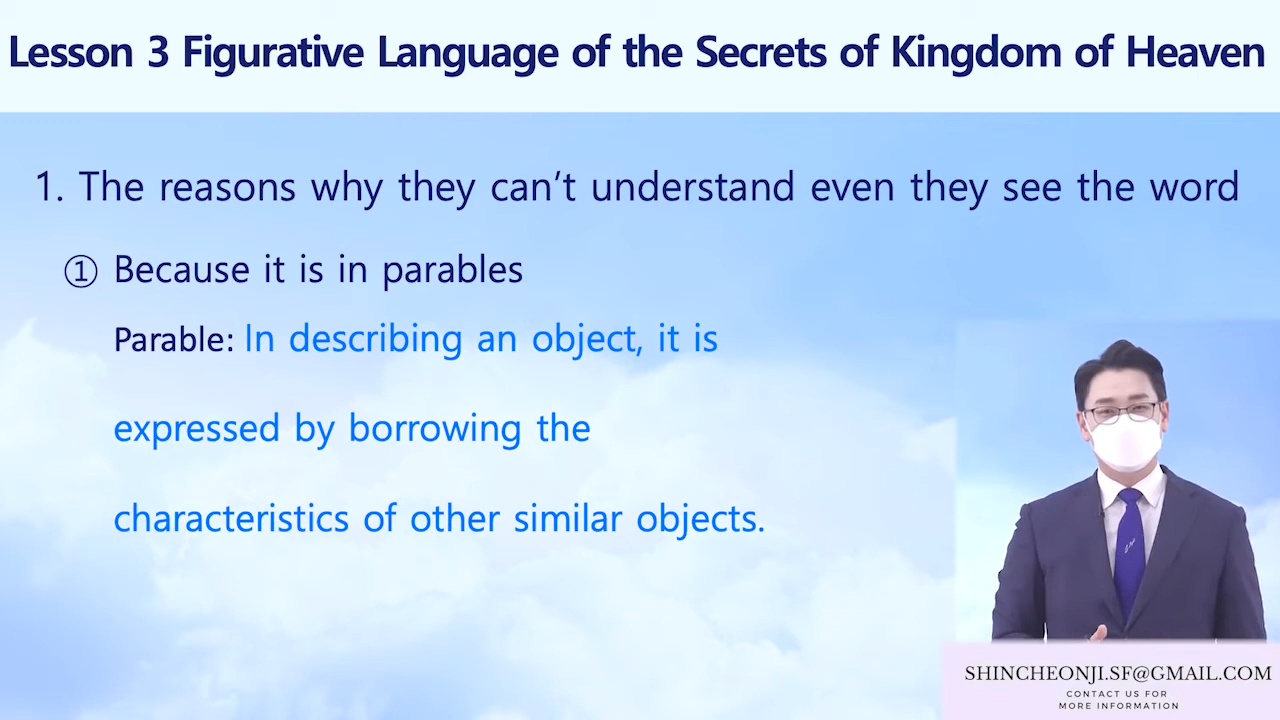 Lesson 3 Figurative Language of the Secrets of Kingdom of Heaven
1. The reasons why they can’t understand even they see the word
① Because it is in parables
Parable: In describing an object, it is
expressed by borrowing the
characteristics of other similar objects.
SHINCHEONJI.SF@GMAIL.COM
CONTACT US FOR
MORE INFORMATION